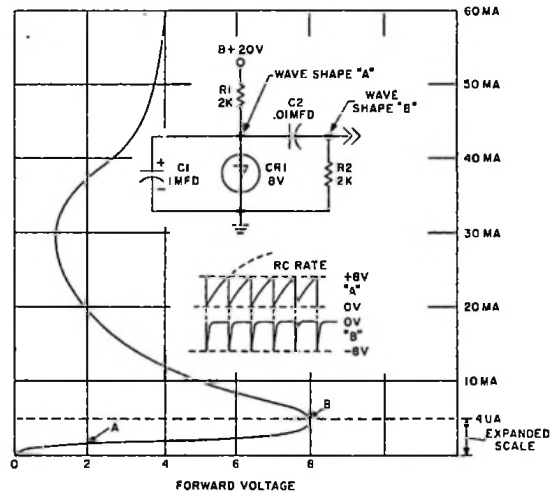 60 MA
50 MA
40 MA
30 MA
20 MA
10 MA
4 UA
EXPANDED
SCALE
B+ 20V
WAVE SHAPE "A"
R1
2K
C2
.01MFD
WAVE
SHAPE "B"
+
C1
1MFD
-
CR1
8V
R2
2K
RC RATE
+8V
"A"
0V
0V
"B"
-8V
A
B
0
2
4
6
8
FORWARD VOLTAGE